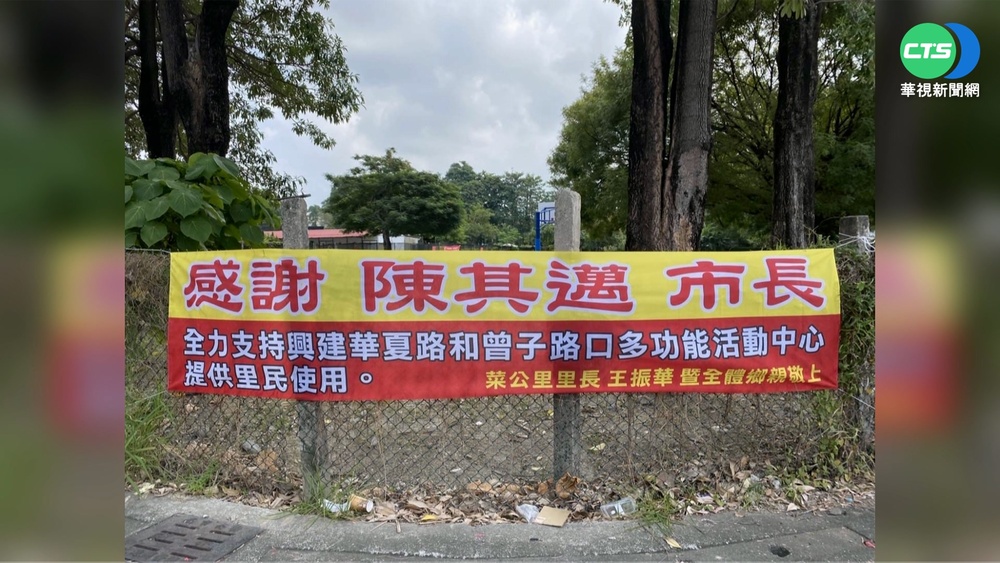 CTS
華視新聞網
感謝 陳其邁 市長
全力支持興建華夏路和曾子路口多功能活動中心
提供里民使用。
菜公里里長 王振華 暨全體鄉親敬上